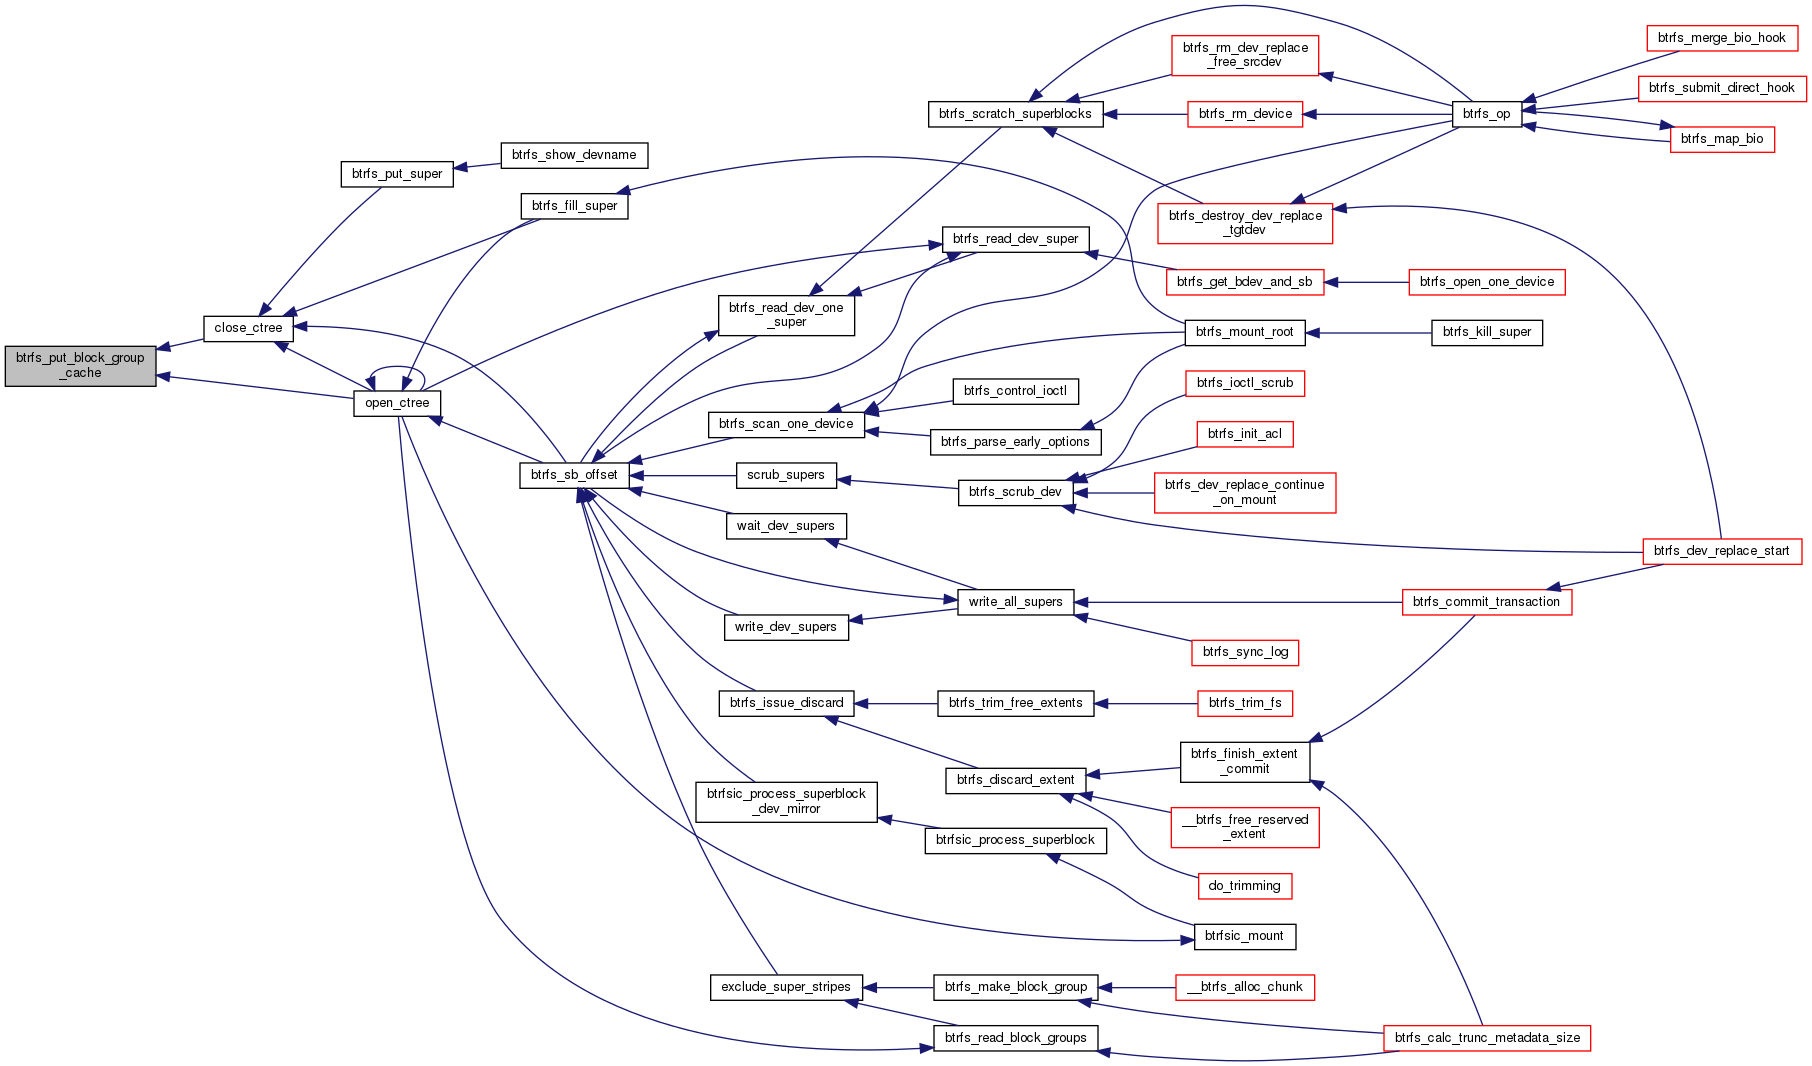 btrfs_merge_bio_hook
btrfs_rm_dev_replace
_free_srcdev
btrfs_submit_direct_hook
btrfs_scratch_superblocks
btrfs_rm_device
btrfs_op
btrfs_map_bio
btrfs_show_devname
btrfs_put_super
btrfs_fill_super
btrfs_destroy_dev_replace
_tgtdev
btrfs_read_dev_super
btrfs_get_bdev_and_sb
btrfs_open_one_device
btrfs_read_dev_one
_super
close_ctree
btrfs_mount_root
btrfs_kill_super
btrfs_put_block_group
_cache
btrfs_control_ioctl
btrfs_ioctl_scrub
open_ctree
btrfs_scan_one_device
btrfs_parse_early_options
btrfs_init_acl
btrfs_sb_offset
scrub_supers
btrfs_scrub_dev
btrfs_dev_replace_continue
_on_mount
wait_dev_supers
btrfs_dev_replace_start
write_all_supers
btrfs_commit_transaction
write_dev_supers
btrfs_sync_log
btrfs_issue_discard
btrfs_trim_free_extents
btrfs_trim_fs
btrfs_finish_extent
_commit
btrfs_discard_extent
btrfsic_process_superblock
_dev_mirror
__btrfs_free_reserved
_extent
btrfsic_process_superblock
do_trimming
btrfsic_mount
exclude_super_stripes
btrfs_make_block_group
__btrfs_alloc_chunk
btrfs_read_block_groups
btrfs_calc_trunc_metadata_size